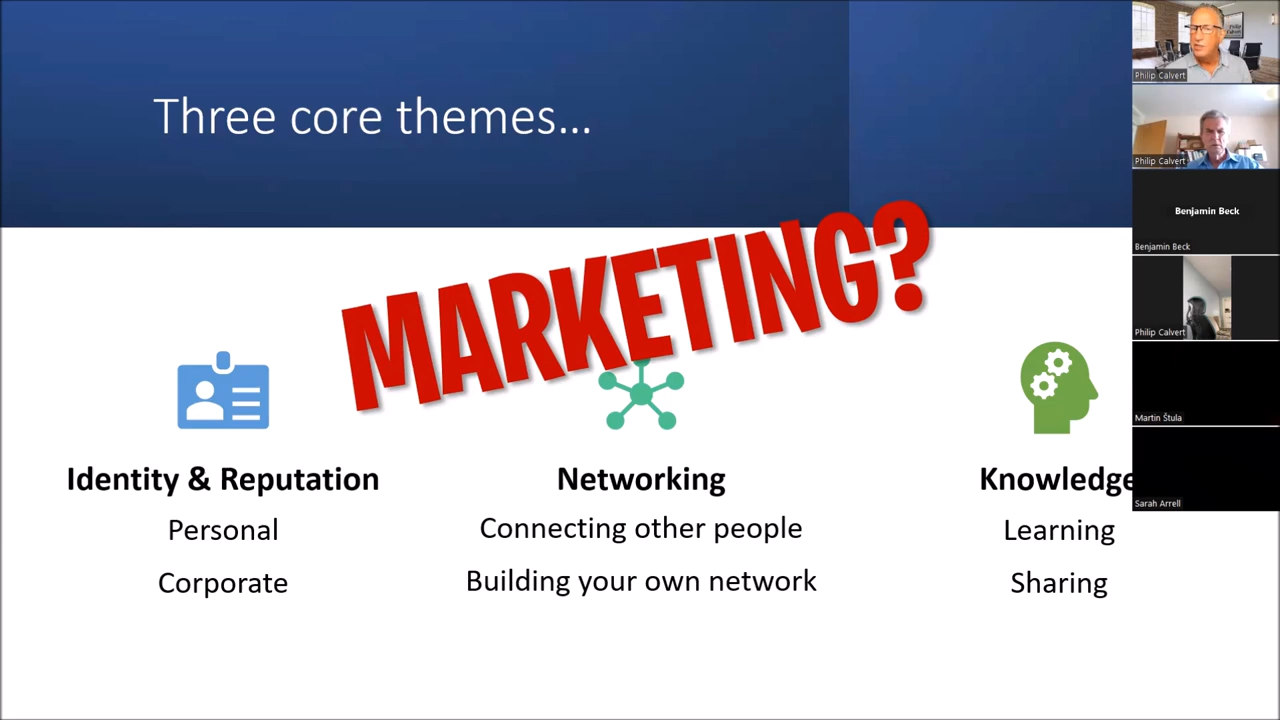 Three core themes...
MARKETING?
Identity & Reputation
Personal
Corporate
Networking
Connecting other people
Building your own network
Knowledge
Learning
Sharing
Philip Calvert
Philip Calvert
Benjamin Beck
Benjamin Beck
Philip Calvert
Martin Štula
Sarah Arrell